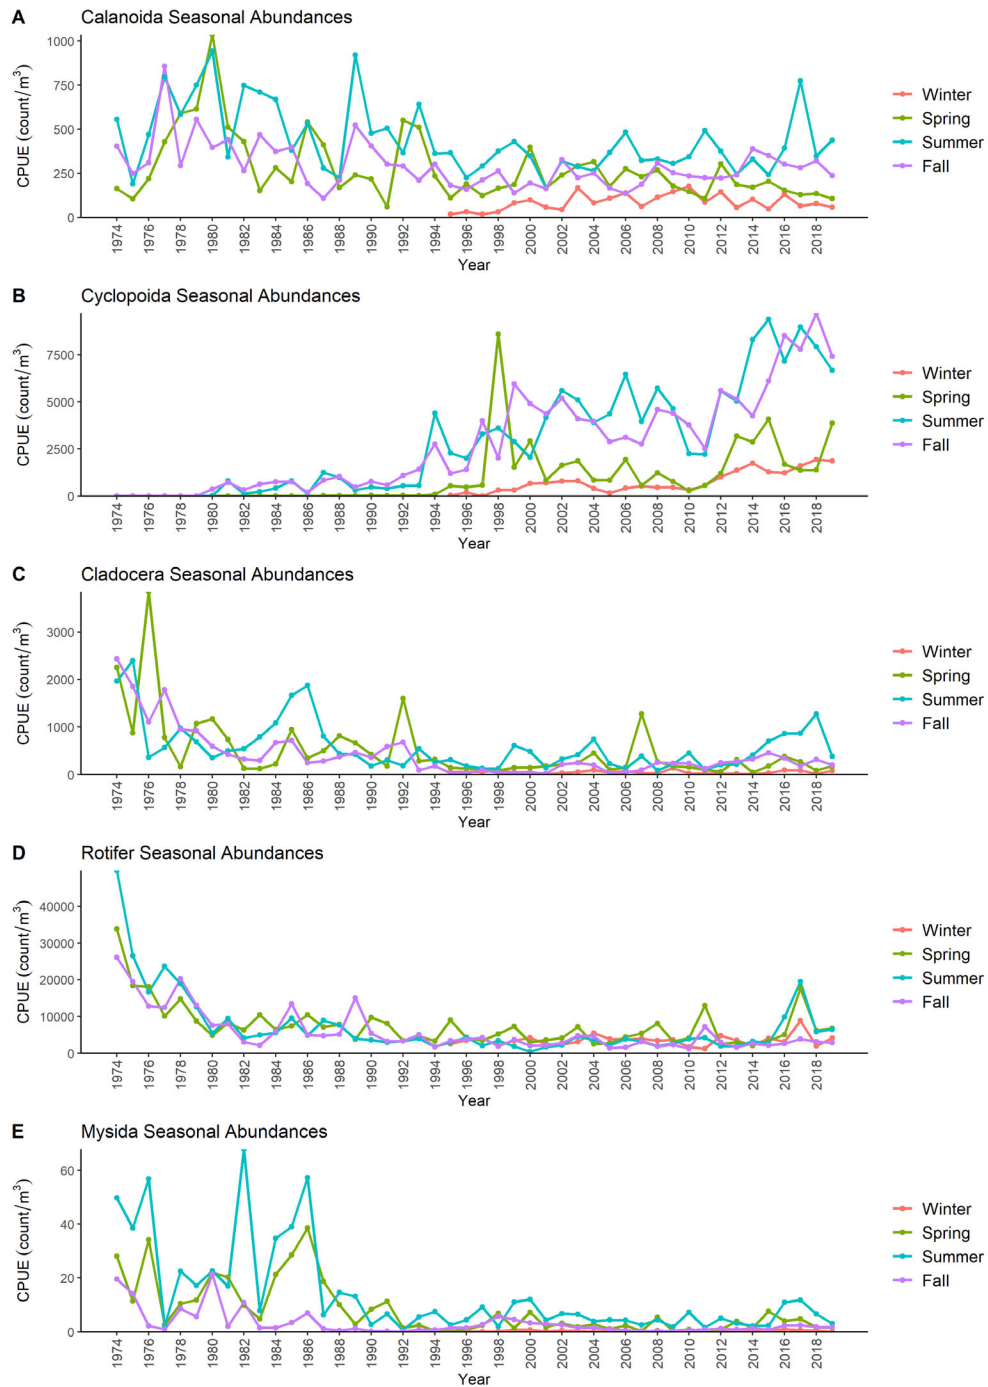 A
Calanoida Seasonal Abundances
CPUE (count/m³)
1000
750
500
250
0
1974 1976 1978 1980 1982 1984 1986 1988 1990 1992 1994 1996 1998 2000 2002 2004 2006 2008 2010 2012 2014 2016 2018
Year
Winter
Spring
Summer
Fall
B
Cyclopoida Seasonal Abundances
CPUE (count/m³)
7500
5000
2500
0
1974 1976 1978 1980 1982 1984 1986 1988 1990 1992 1994 1996 1998 2000 2002 2004 2006 2008 2010 2012 2014 2016 2018
Year
Winter
Spring
Summer
Fall
C
Cladocera Seasonal Abundances
CPUE (count/m³)
3000
2000
1000
0
1974 1976 1978 1980 1982 1984 1986 1988 1990 1992 1994 1996 1998 2000 2002 2004 2006 2008 2010 2012 2014 2016 2018
Year
Winter
Spring
Summer
Fall
D
Rotifer Seasonal Abundances
CPUE (count/m³)
40000
30000
20000
10000
0
1974 1976 1978 1980 1982 1984 1986 1988 1990 1992 1994 1996 1998 2000 2002 2004 2006 2008 2010 2012 2014 2016 2018
Year
Winter
Spring
Summer
Fall
E
Mysida Seasonal Abundances
CPUE (count/m³)
60
40
20
0
1974 1976 1978 1980 1982 1984 1986 1988 1990 1992 1994 1996 1998 2000 2002 2004 2006 2008 2010 2012 2014 2016 2018
Year
Winter
Spring
Summer
Fall